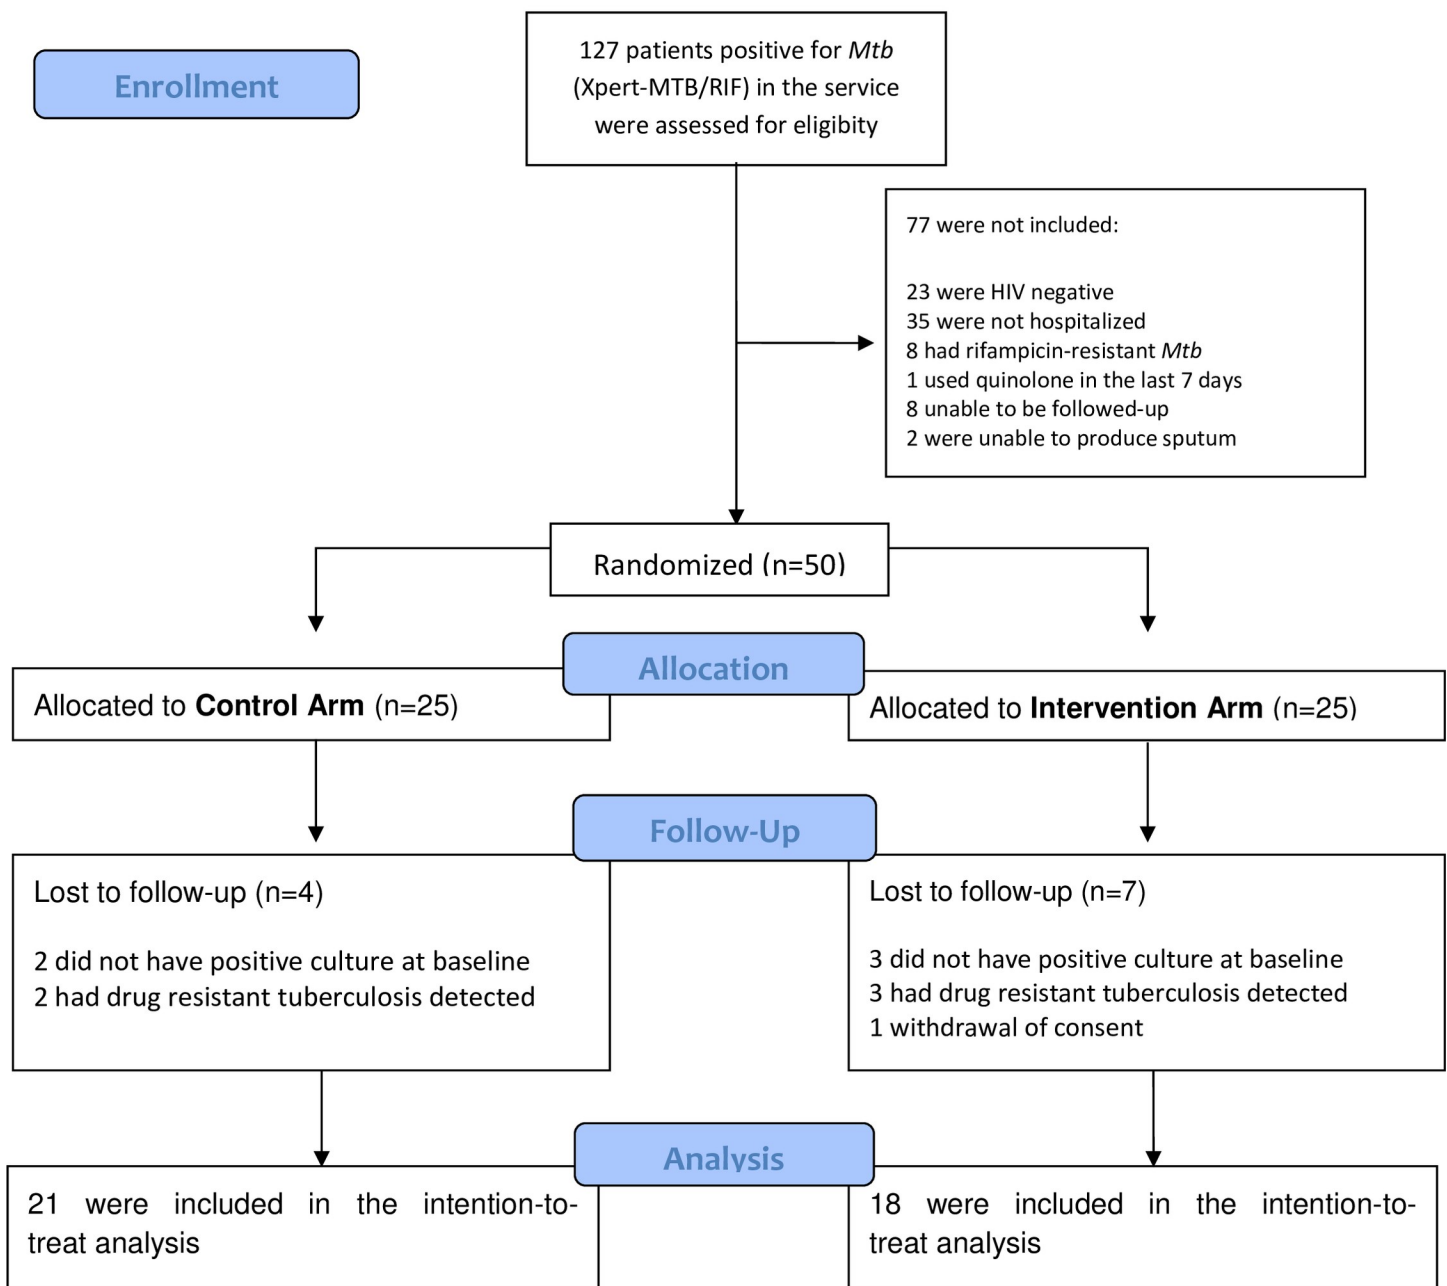 Enrollment
127 patients positive for Mtb
(Xpert-MTB/RIF) in the service
were assessed for eligibity
77 were not included:
23 were HIV negative
35 were not hospitalized
8 had rifampicin-resistant Mtb
1 used quinolone in the last 7 days
8 unable to be followed-up
2 were unable to produce sputum
Randomized (n=50)
Allocation
Allocated to Control Arm (n=25)
Allocated to Intervention Arm (n=25)
Follow-Up
Lost to follow-up (n=4)
2 did not have positive culture at baseline
2 had drug resistant tuberculosis detected
Lost to follow-up (n=7)
3 did not have positive culture at baseline
3 had drug resistant tuberculosis detected
1 withdrawal of consent
Analysis
21 were included in the intention-to-
treat analysis
18 were included in the intention-to-
treat analysis